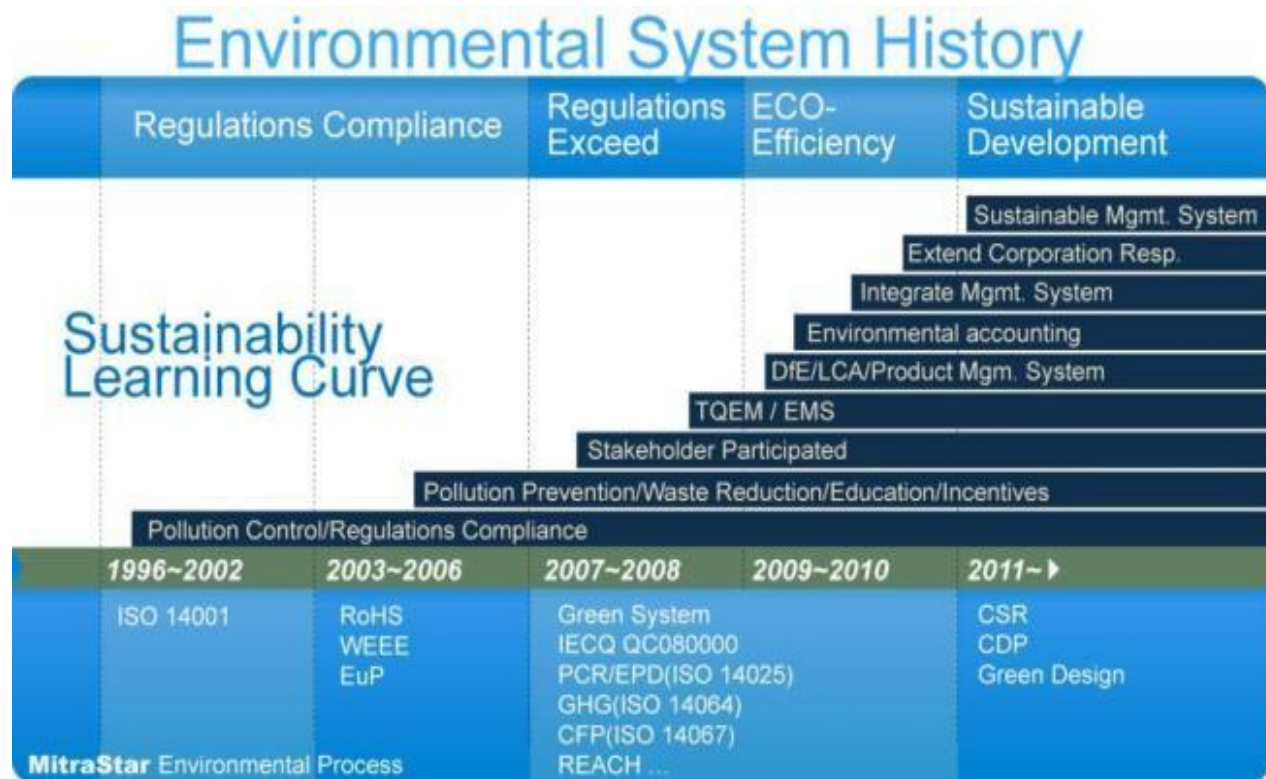 Environmental System History
Regulations Compliance
Regulations
Exceed
ECO-
Efficiency
Sustainable
Development
Sustainable Mgmt. System
Extend Corporation Resp.
Integrate Mgmt. System
Environmental accounting
DfE/LCA/Product Mgm. System
TQEM / EMS
Stakeholder Participated
Pollution Prevention/Waste Reduction/Education/Incentives
Pollution Control/Regulations Compliance
Sustainability
Learning Curve
1996~2002
2003~2006
2007~2008
2009~2010
2011~
ISO 14001
RoHS
WEEE
EuP
Green System
IECQ QC080000
PCR/EPD(ISO 14025)
GHG(ISO 14064)
CFP(ISO 14067)
REACH ...
CSR
CDP
Green Design
MitraStar Environmental Process